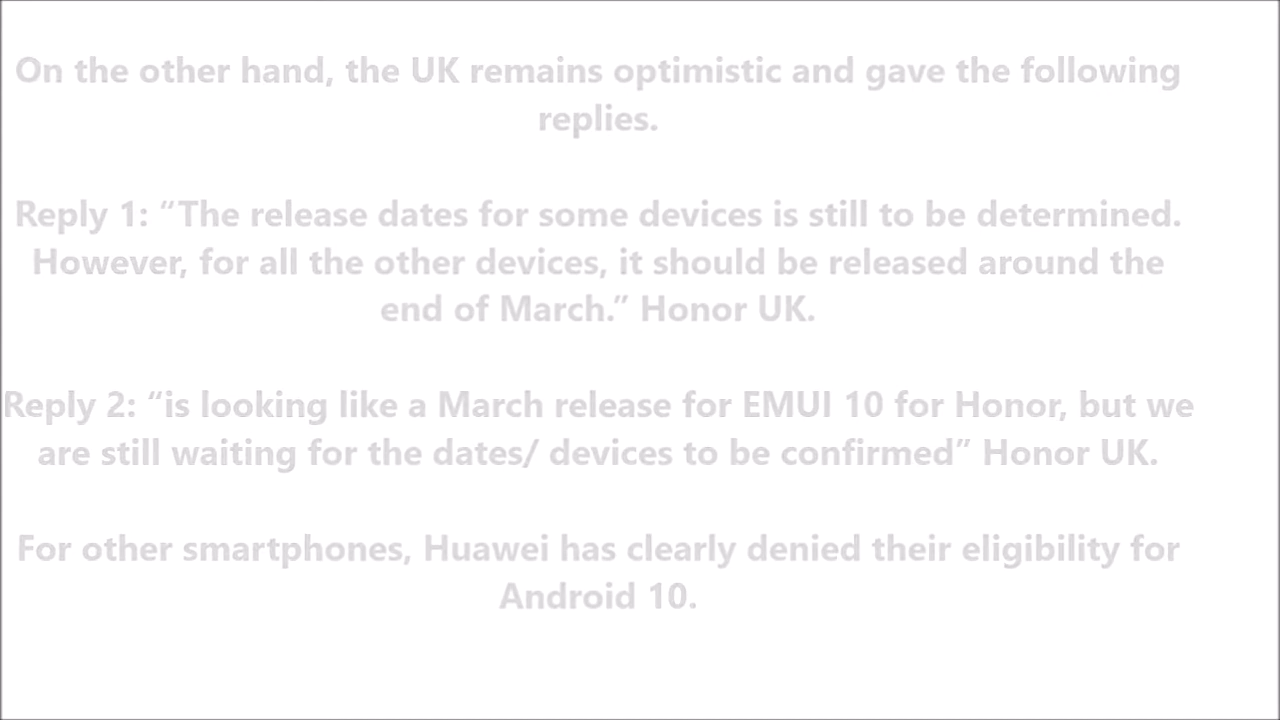 On the other hand, the UK remains optimistic and gave the following
replies.
Reply 1: “The release dates for some devices is still to be determined.
However, for all the other devices, it should be released around the
end of March.” Honor UK.
Reply 2: “is looking like a March release for EMUI 10 for Honor, but we
are still waiting for the dates/ devices to be confirmed” Honor UK.
For other smartphones, Huawei has clearly denied their eligibility for
Android 10.